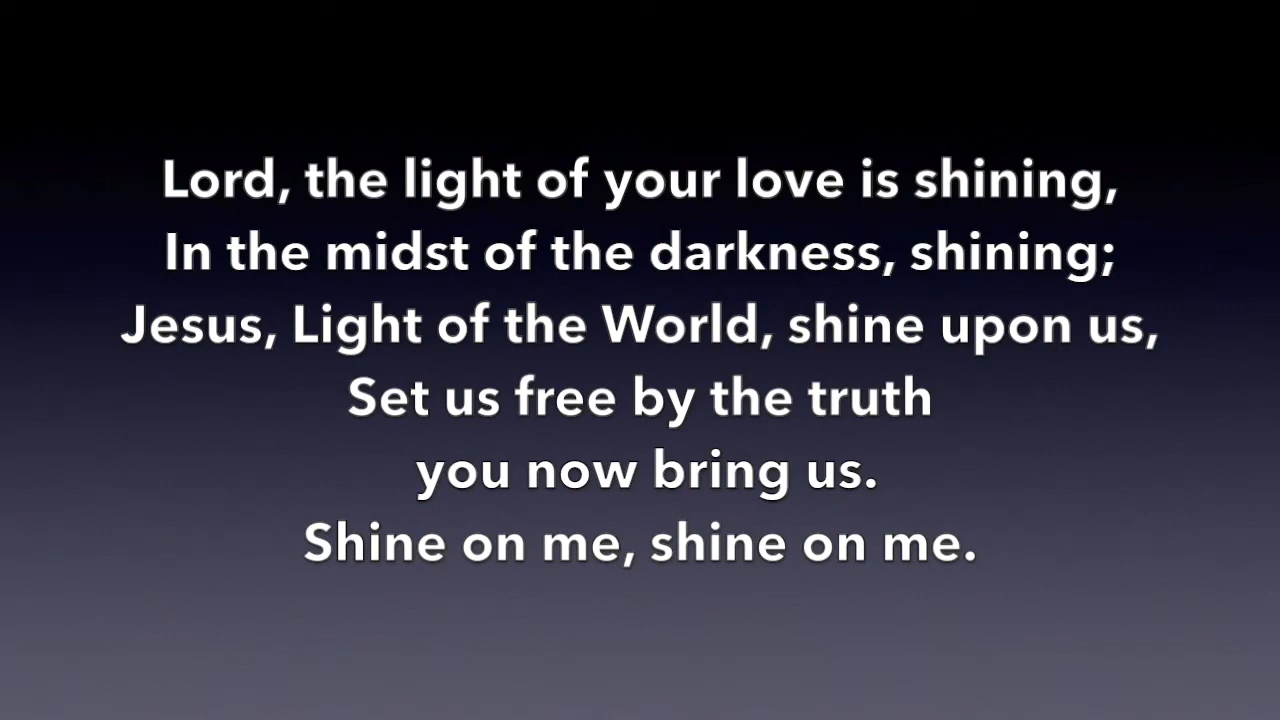 Lord, the light of your love is shining,
In the midst of the darkness, shining;
Jesus, Light of the World, shine upon us,
Set us free by the truth
you now bring us.
Shine on me, shine on me.